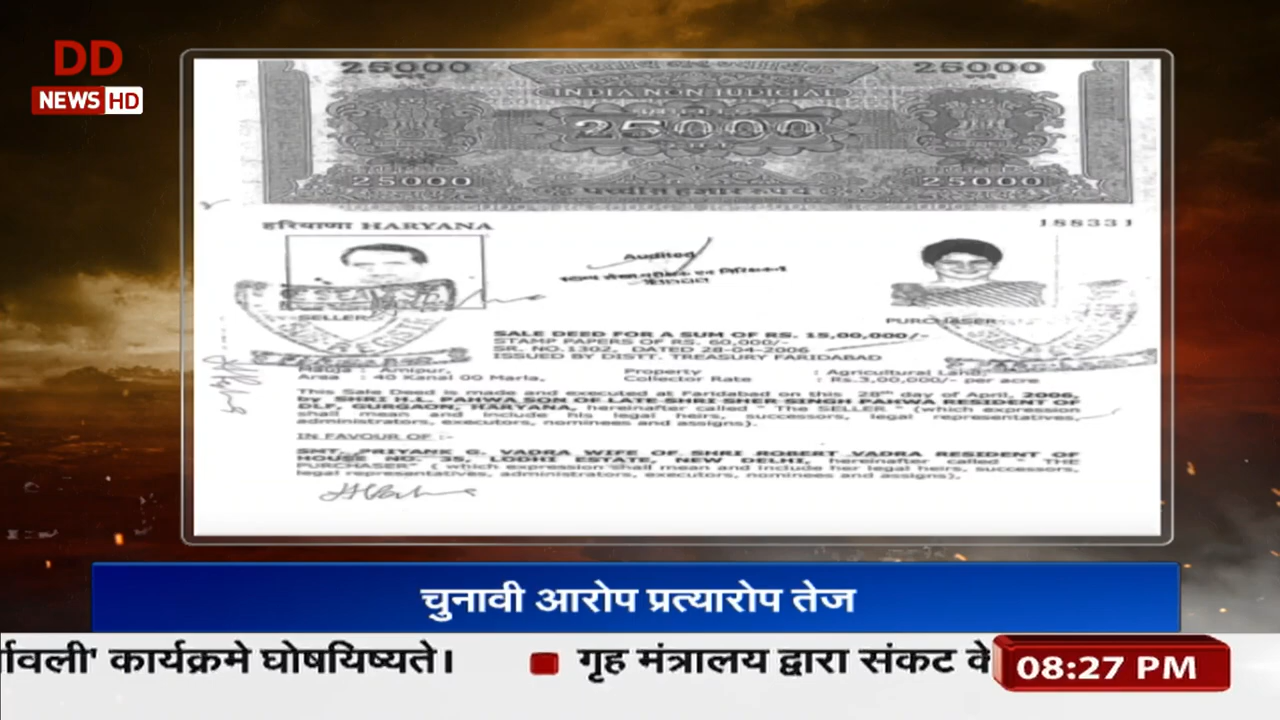 DD
NEWS HD
25000 25000
INDIA NON JUDICIAL
25000
25000 25000
पच्चीस हजार रुपये
हरियाणा HARYANA
188331
Audited
SELLER
PURCHASER
SALE DEED FOR A SUM OF RS. 15,00,000/-
STAMP PAPERS OF RS. 60,000/-
SR. NO.1302, DATED 28-04-2006
ISSUED BY DISTT. TREASURY FARIDABAD
Mauja : Amipur, Property : Agricultural Land,
Area : 40 Kanal 00 Marla, Collector Rate : Rs.3,00,000/- per acre
This Sale Deed is made and executed at Faridabad on this 28th day of April, 2006,
by SHRI H.L. PAHWA SON OF LATE SHRI SHER SINGH PAHWA RESIDENT OF
DLF, GURGAON, HARYANA, hereinafter called " The SELLER " (which expression
shall mean and include his legal heirs, successors, legal representatives,
administrators, executors, nominees and assigns).
IN FAVOUR OF :-
SMT. PRIYANK G. VADRA WIFE OF SHRI ROBERT VADRA RESIDENT OF
HOUSE NO. 35, LODHI ESTATE, NEW DELHI, hereinafter called " THE
PURCHASER" ( which expression shall mean and include her legal heirs, successors,
legal representatives, administrators, executors, nominees and assigns).
चुनावी आरोप प्रत्यारोप तेज
र्वावली' कार्यक्रमे घोषयिष्यते। गृह मंत्रालय द्वारा संकट के
08:27 PM